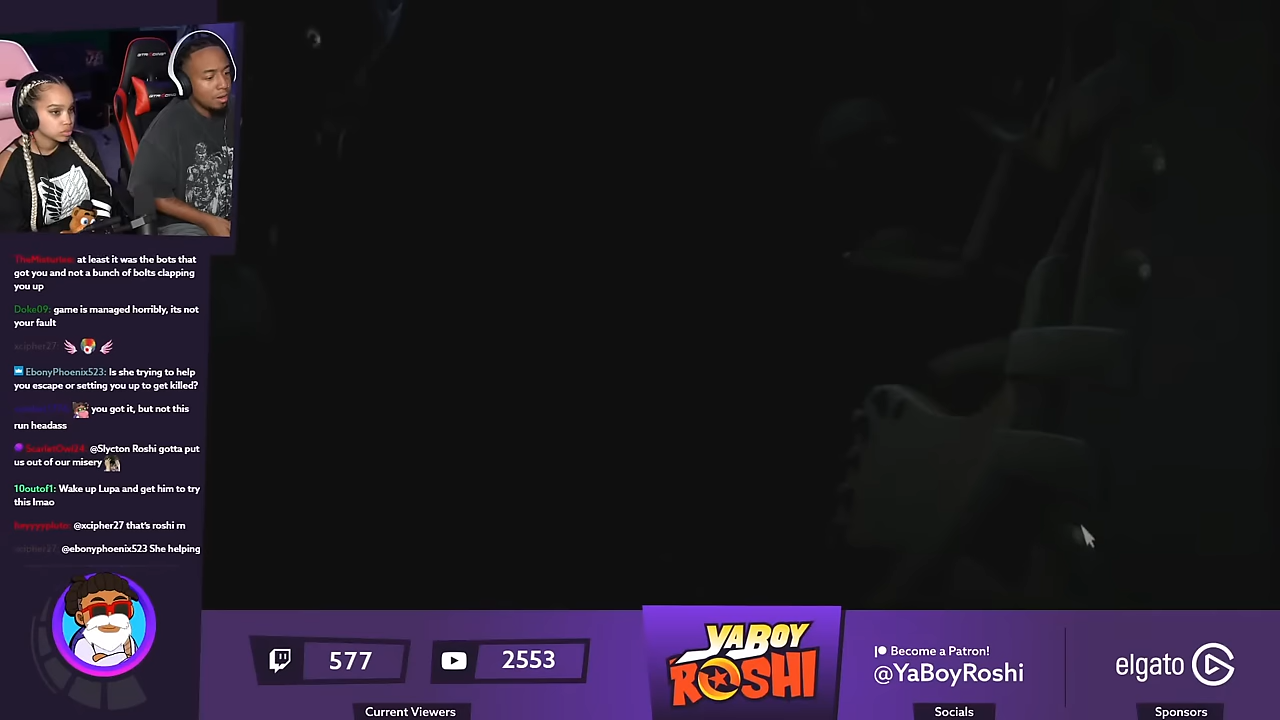 TheMisturies: at least it was the bots that
got you and not a bunch of bolts clapping
you up
Doke09: game is managed horribly, its not
your fault
xcipher27:
EbonyPhoenix523: Is she trying to help
you escape or setting you up to get killed?
you got it, but not this
run headass
@Slycton Roshi gotta put
us out of our misery
10outof1: Wake up Lupa and get him to try
this lmao
@xcipher27 that's roshi m
xcipher27: @ebonyphoenix523 She helping
577
2553
Current Viewers
YABOY
ROSHI
Become a Patron!
@YaBoyRoshi
Socials
elgato
Sponsors